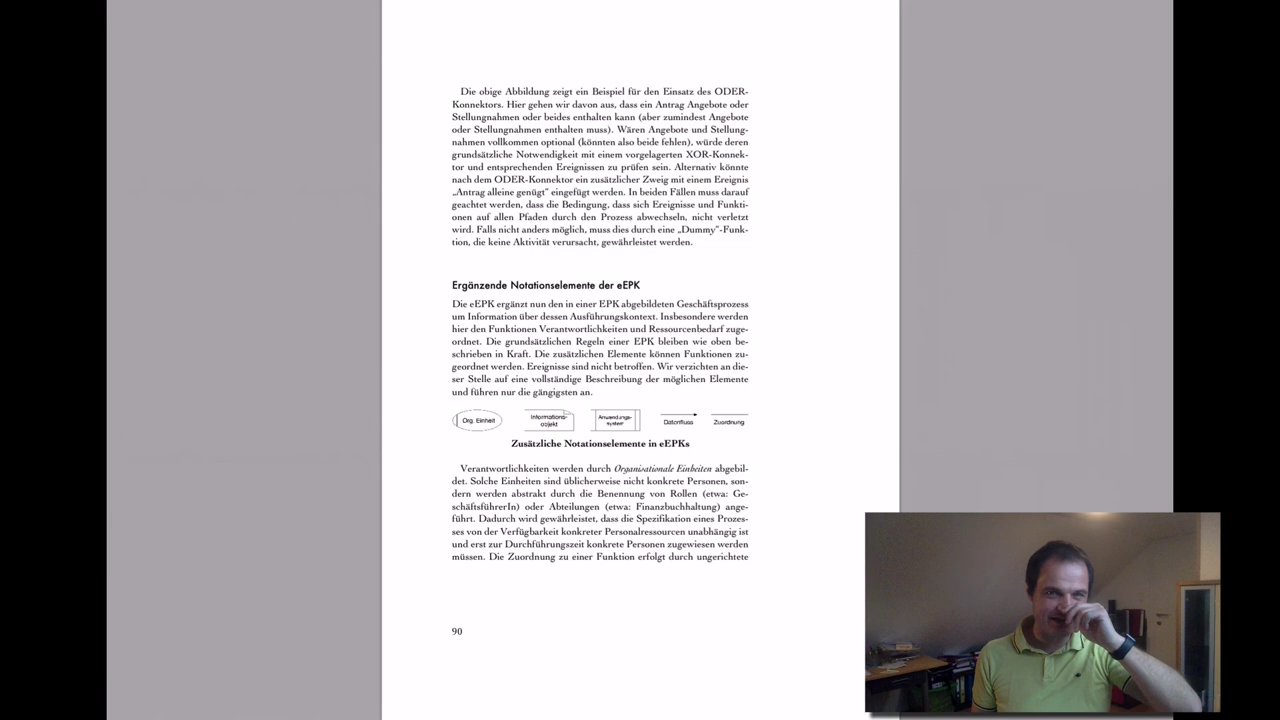 Die obige Abbildung zeigt ein Beispiel für den Einsatz des ODER-
Konnektors. Hier gehen wir davon aus, dass ein Antrag Angebote oder
Stellungnahmen oder beides enthalten kann (aber zumindest Angebote
oder Stellungnahmen enthalten muss). Wären Angebote und Stellung-
nahmen vollkommen optional (könnten also beide fehlen), würde deren
grundsätzliche Notwendigkeit mit einem vorgelagerten XOR-Konnek-
tor und entsprechenden Ereignissen zu prüfen sein. Alternativ könnte
nach dem ODER-Konnektor ein zusätzlicher Zweig mit einem Ereignis
„Antrag alleine genügt“ eingefügt werden. In beiden Fällen muss darauf
geachtet werden, dass die Bedingung, dass sich Ereignisse und Funkti-
onen auf allen Pfaden durch den Prozess abwechseln, nicht verletzt
wird. Falls nicht anders möglich, muss dies durch eine „Dummy“-Funk-
tion, die keine Aktivität verursacht, gewährleistet werden.
Ergänzende Notationselemente der eEPK
Die eEPK ergänzt nun den in einer EPK abgebildeten Geschäftsprozess
um Information über dessen Ausführungskontext. Insbesondere werden
hier den Funktionen Verantwortlichkeiten und Ressourcenbedarf zuge-
ordnet. Die grundsätzlichen Regeln einer EPK bleiben wie oben be-
schrieben in Kraft. Die zusätzlichen Elemente können Funktionen zu-
geordnet werden. Ereignisse sind nicht betroffen. Wir verzichten an die-
ser Stelle auf eine vollständige Beschreibung der möglichen Elemente
und führen nur die gängigsten an.
Org. Einheit
Informations-
objekt
Anwendungs-
system
Datenfluss
Zuordnung
Zusätzliche Notationselemente in eEPKs
Verantwortlichkeiten werden durch Organisationale Einheiten abgebil-
det. Solche Einheiten sind üblicherweise nicht konkrete Personen, son-
dern werden abstrakt durch die Benennung von Rollen (etwa: Ge-
schäftsführerIn) oder Abteilungen (etwa: Finanzbuchhaltung) ange-
führt. Dadurch wird gewährleistet, dass die Spezifikation eines Prozes-
ses von der Verfügbarkeit konkreter Personalressourcen unabhängig ist
und erst zur Durchführungszeit konkrete Personen zugewiesen werden
müssen. Die Zuordnung zu einer Funktion erfolgt durch ungerichtete
90